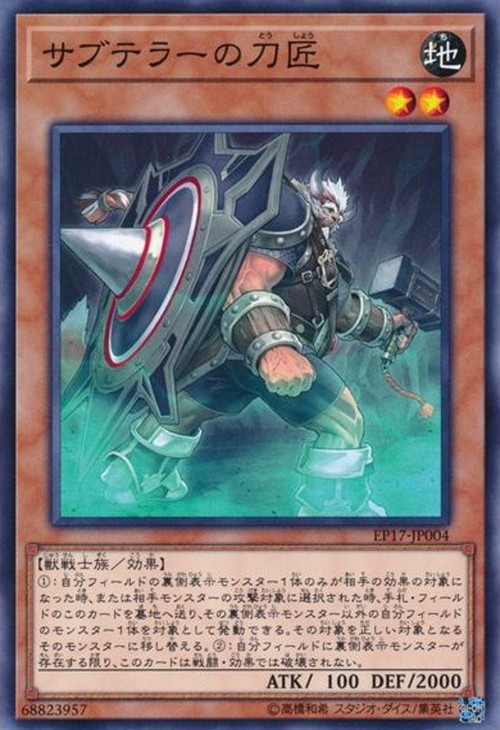 サブテラーの刀匠
とう しょう
地
ち
EP17-JP004
【獣戦士族／効果】
①：自分フィールドの裏側表示モンスター１体のみが相手の効果の対象に
なった時、または相手モンスターの攻撃対象に選択された時、手札・フィール
ドのこのカードを墓地へ送り、その裏側表示モンスター以外の自分フィールド
のモンスター１体を対象として発動できる。その対象を正しい対象となる
そのモンスターに移し替える。②：自分フィールドに裏側表示モンスターが
存在する限り、このカードは戦闘・効果では破壊されない。
ATK/ 100 DEF/2000
68823957
©高橋和希 スタジオ・ダイス/集英社